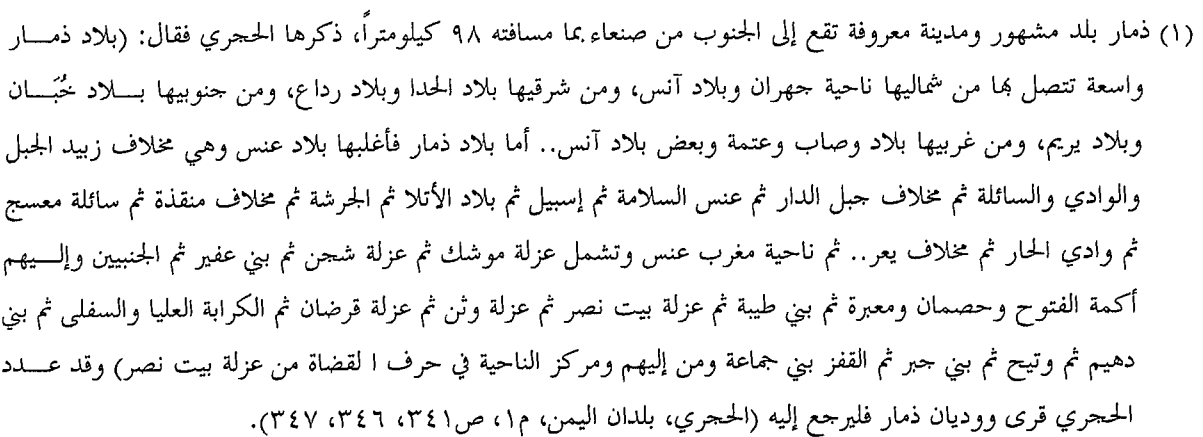 (١) ذمار بلد مشهور ومدينة معروفة تقع إلى الجنوب من صنعاء بما مسافته ٩٨ كيلومتراً، ذكرها الحجري فقال: (بلاد ذمـار
واسعة تتصل بها من شماليها ناحية جهران وبلاد آنس، ومن شرقيها بلاد الحدا وبلاد رداع، ومن جنوبيها بـلاد خُبَـان
وبلاد يريم، ومن غربيها بلاد وصاب وعتمة وبعض بلاد آنس.. أما بلاد ذمار فأغلبها بلاد عنس وهي مخلاف زبيد الجبل
والوادي والسائلة ثم مخلاف جبل الدار ثم عنس السلامة ثم إسبيل ثم بلاد الأتلا ثم الجرشة ثم مخلاف منقذة ثم سائلة معسج
ثم وادي الحار ثم مخلاف يعر.. ثم ناحية مغرب عنس وتشمل عزلة موشك ثم عزلة شجن ثم بني عفير ثم الجنبيين وإلـيهم
أكمة الفتوح وحصمان ومعبرة ثم بني طيبة ثم عزلة بيت نصر ثم عزلة وثن ثم عزلة قرضان ثم الكرابة العليا والسفلى ثم بني
دهيم ثم وتيح ثم بني جبر ثم القفز بني جماعة ومن إليهم ومركز الناحية في حرف ا لقضاة من عزلة بيت نصر) وقد عـدد
الحجري قرى ووديان ذمار فليرجع إليه (الحجري، بلدان اليمن، م١، ص٣٤١، ٣٤٦، ٣٤٧).